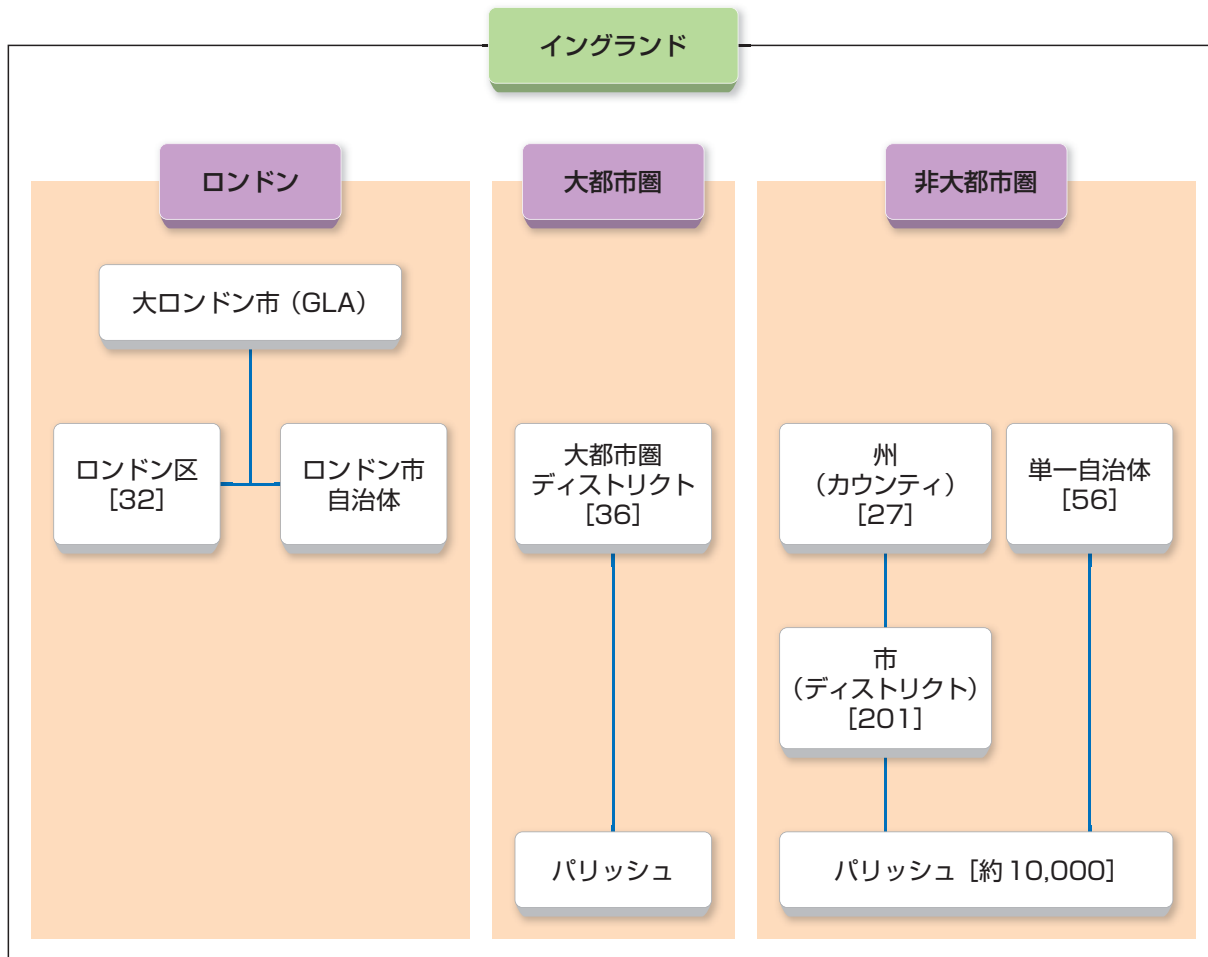 イングランド
ロンドン
大都市圏
非大都市圏
大ロンドン市（GLA）
ロンドン区
[32]
ロンドン市
自治体
大都市圏
ディストリクト
[36]
州
（カウンティ）
[27]
単一自治体
[56]
市
（ディストリクト）
[201]
パリッシュ
パリッシュ［約10,000］